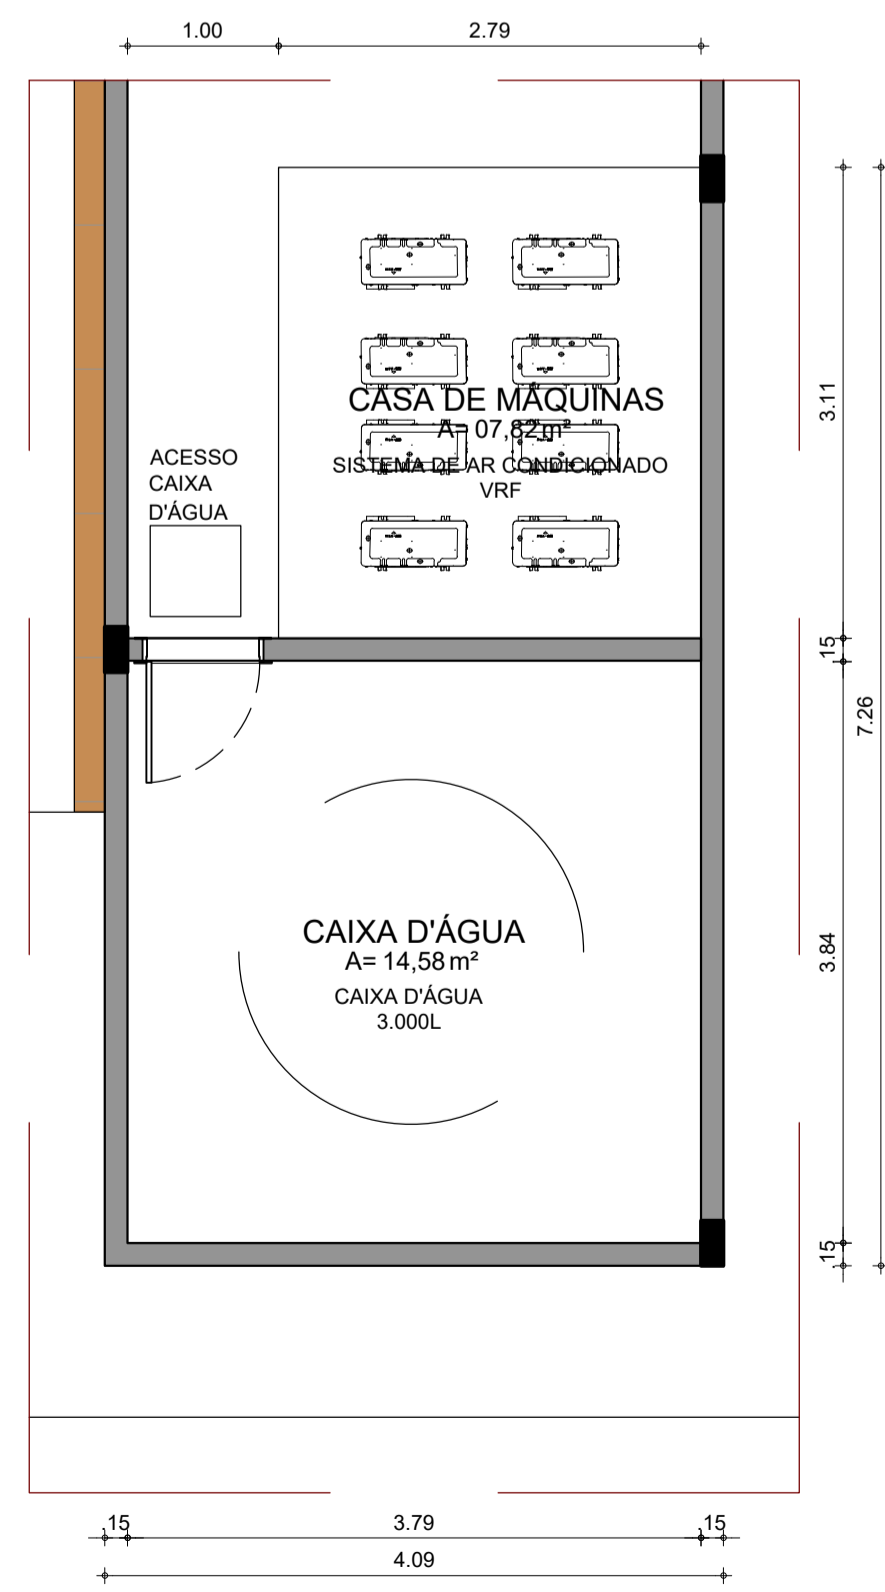 1.00
2.79
CASA DE MÁQUINAS
A= 07,82 m²
SISTEMA DE AR CONDICIONADO
VRF
ACESSO
CAIXA
D'ÁGUA
3.11
.15
7.26
CAIXA D'ÁGUA
A= 14,58 m²
CAIXA D'ÁGUA
3.000L
3.84
.15
.15
3.79
.15
4.09